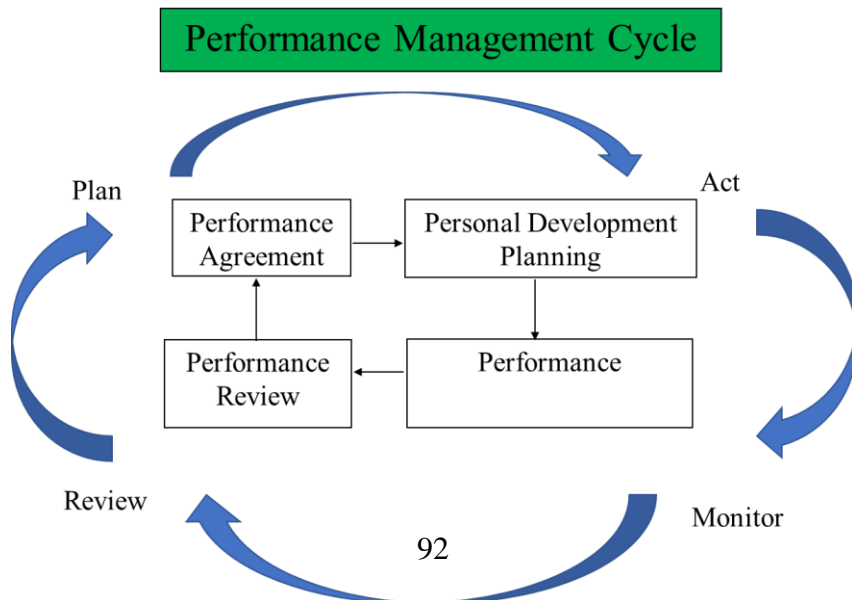 Performance Management Cycle
Plan
Act
Performance
Agreement
Personal Development
Planning
Performance
Review
Performance
Review
Monitor
92